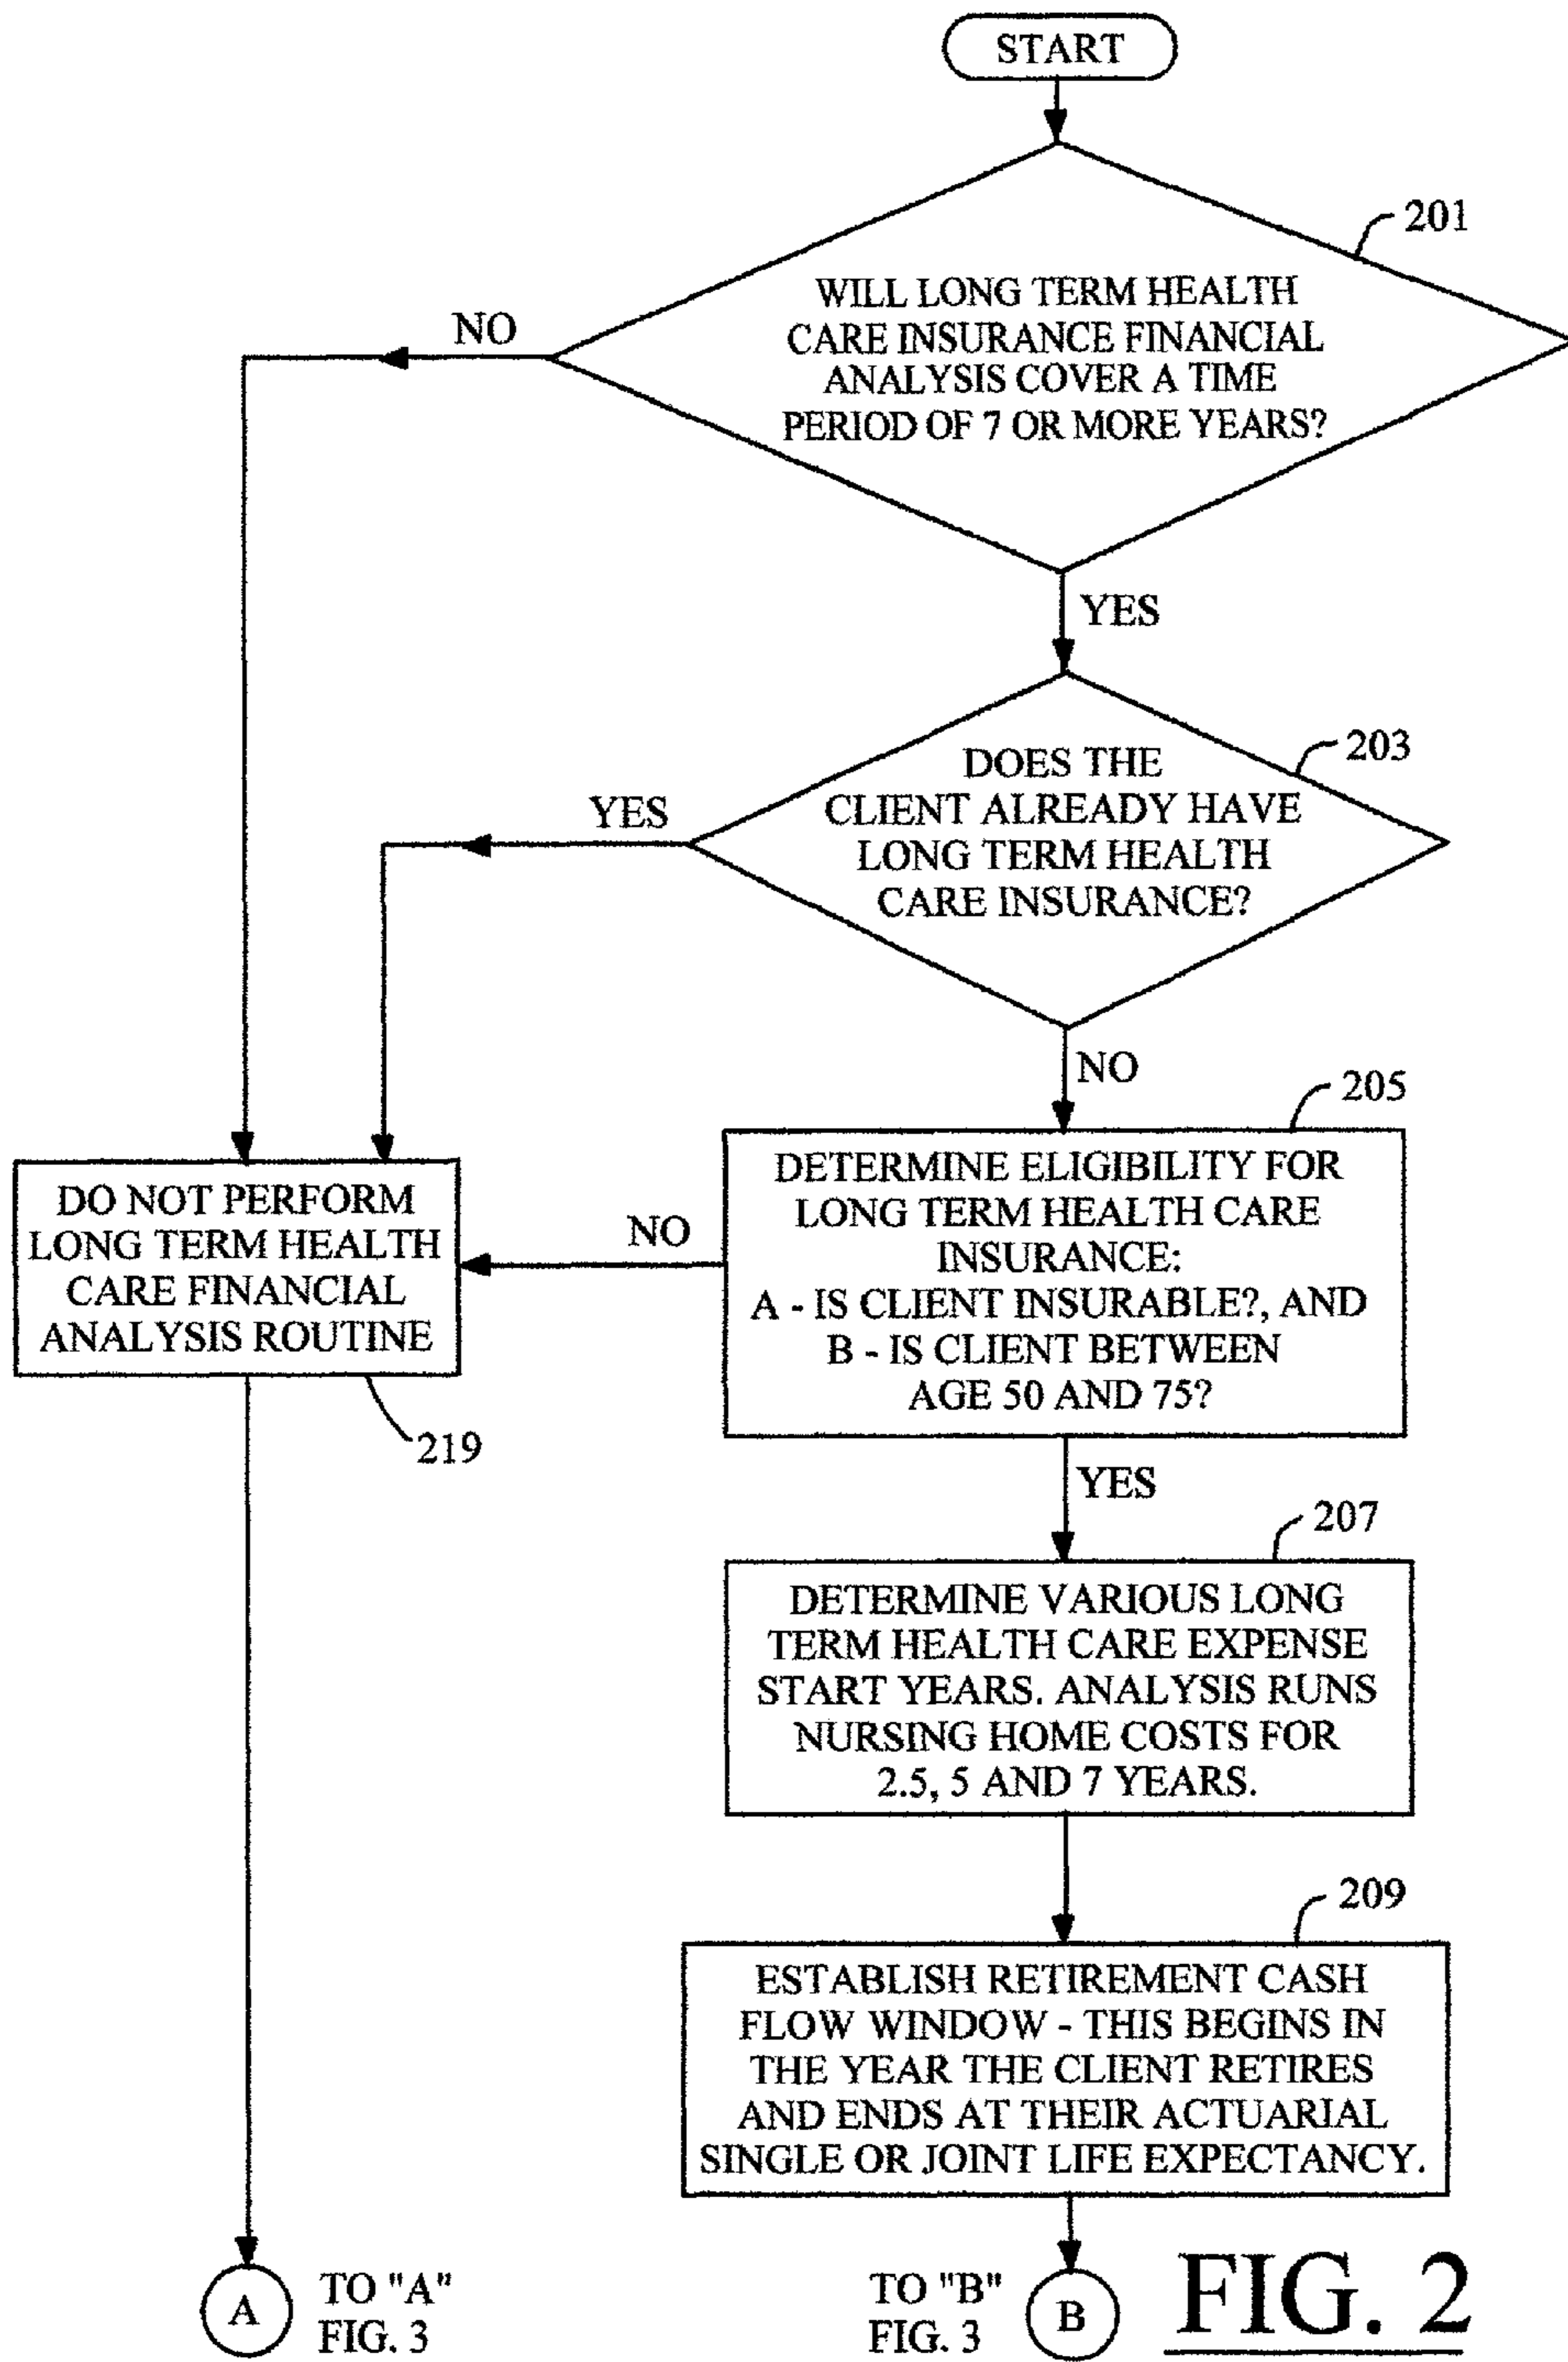 START
201
WILL LONG TERM HEALTH
CARE INSURANCE FINANCIAL
ANALYSIS COVER A TIME
PERIOD OF 7 OR MORE YEARS?
NO
YES
203
DOES THE
CLIENT ALREADY HAVE
LONG TERM HEALTH
CARE INSURANCE?
YES
NO
205
DETERMINE ELIGIBILITY FOR
LONG TERM HEALTH CARE
INSURANCE:
A - IS CLIENT INSURABLE?, AND
B - IS CLIENT BETWEEN
AGE 50 AND 75?
NO
DO NOT PERFORM
LONG TERM HEALTH
CARE FINANCIAL
ANALYSIS ROUTINE
219
YES
207
DETERMINE VARIOUS LONG
TERM HEALTH CARE EXPENSE
START YEARS. ANALYSIS RUNS
NURSING HOME COSTS FOR
2.5, 5 AND 7 YEARS.
209
ESTABLISH RETIREMENT CASH
FLOW WINDOW - THIS BEGINS IN
THE YEAR THE CLIENT RETIRES
AND ENDS AT THEIR ACTUARIAL
SINGLE OR JOINT LIFE EXPECTANCY.
A
TO "A"
FIG. 3
TO "B"
FIG. 3
B
FIG. 2